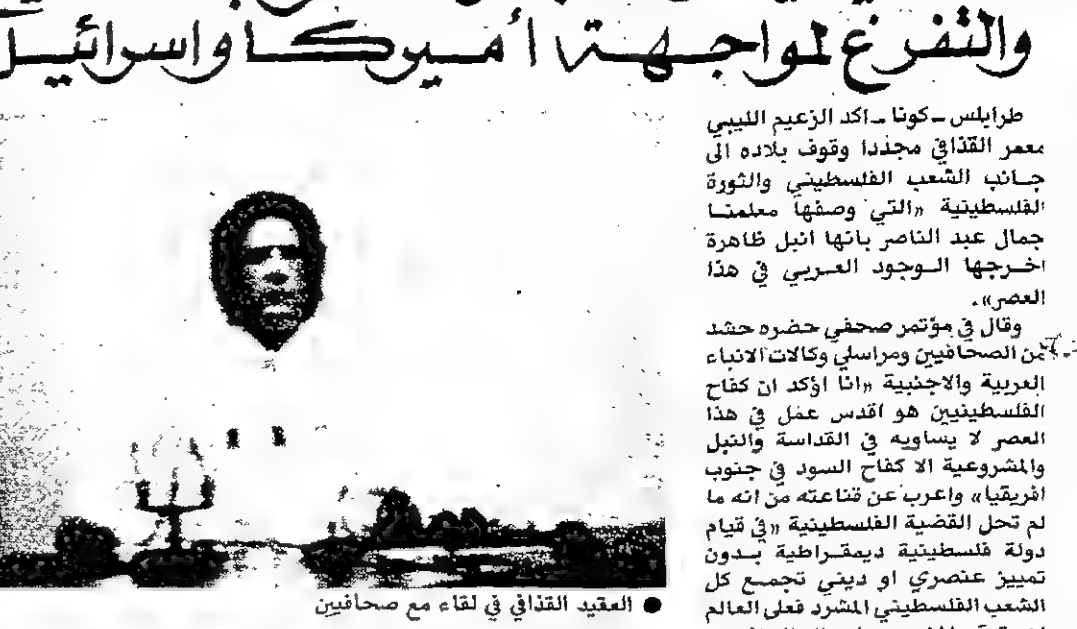 والتفرغ لمواجهة أميركا واسرائيل
طرابلس ـ كونا ـ اكد الزعيم الليبي
معمر القذافي مجددا وقوف بلاده الى
جانب الشعب الفلسطيني والثورة
الفلسطينية «التي وصفها معلمنا
جمال عبد الناصر بانها انبل ظاهرة
اخرجها الوجود العربي في هذا
العصر».
وقال في مؤتمر صحفي حضره حشد
من الصحافيين ومراسلي وكالات الانباء
العربية والاجنبية «انا اؤكد ان كفاح
الفلسطينيين هو اقدس عمل في هذا
العصر لا يساويه في القداسة والنبل
والمشروعية الا كفاح السود في جنوب
افريقيا» واعرب عن قناعته من انه ما
لم تحل القضية الفلسطينية «في قيام
دولة فلسطينية ديمقراطية بدون
تمييز عنصري او ديني تجمع كل
الشعب الفلسطيني المشرد فعلى العالم
● العقيد القذافي في لقاء مع صحافيين